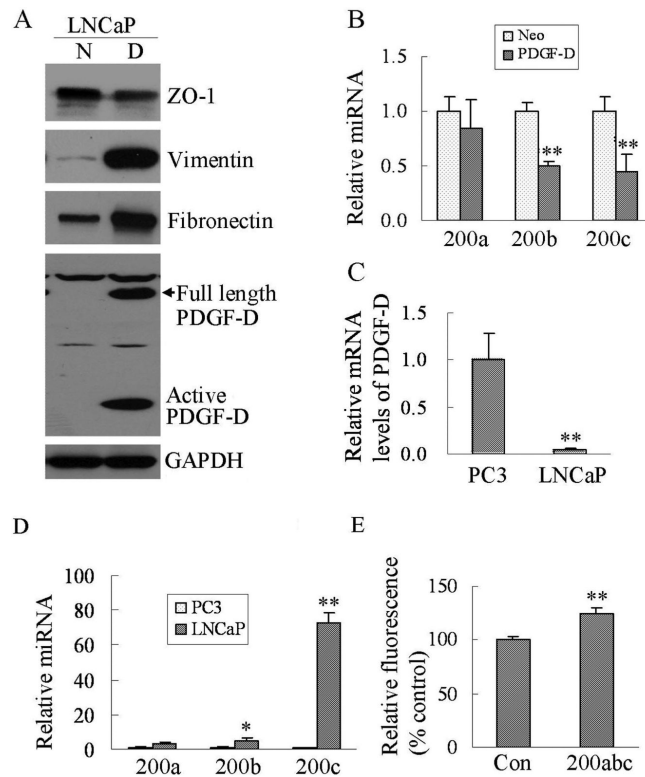 A
LNCaP
N D
ZO-1
Vimentin
Fibronectin
Full length
PDGF-D
Active
PDGF-D
GAPDH
B
Neo
PDGF-D
Relative miRNA
1.5
1.0
0.5
0.0
**
**
200a 200b 200c
C
Relative mRNA
levels of PDGF-D
1.5
1.0
0.5
0.0
**
PC3 LNCaP
D
Relative miRNA
100
80
60
40
20
0
PC3
LNCaP
*
**
200a 200b 200c
E
Relative fluorescence
(% control)
150
100
50
0
**
Con 200abc